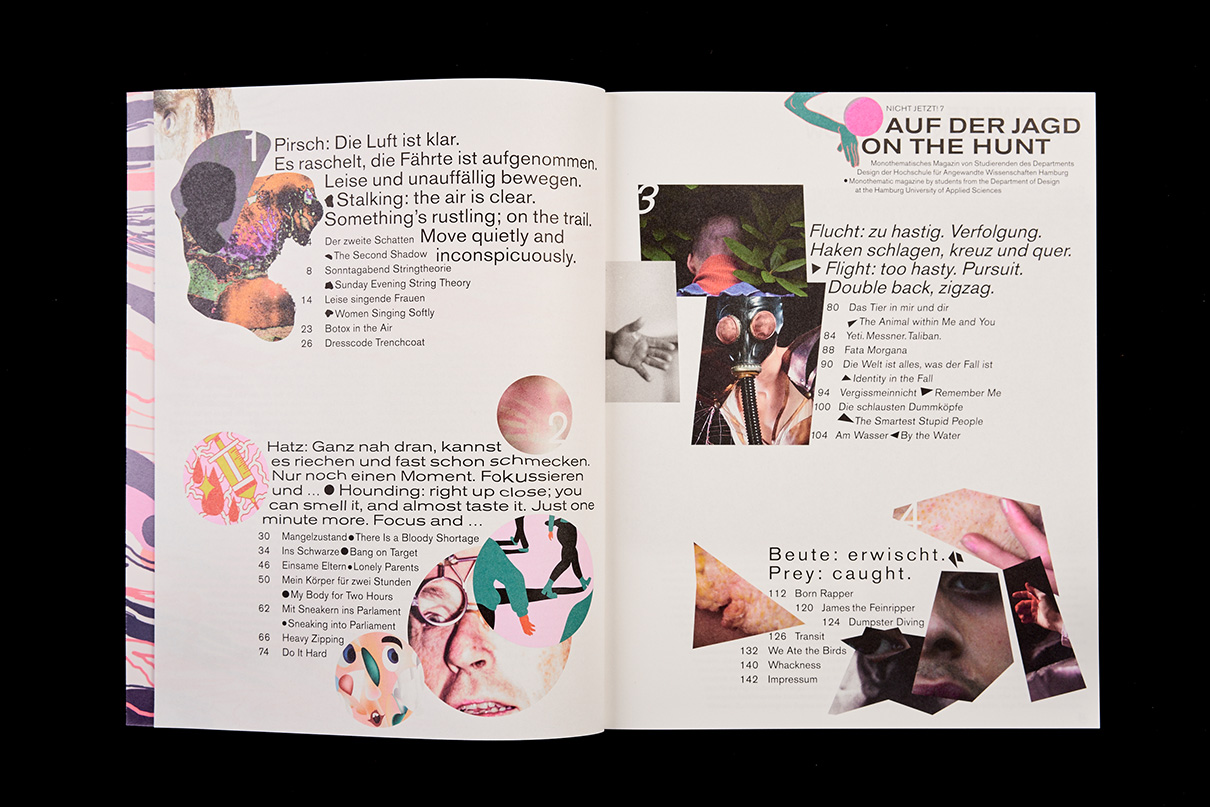 1
Pirsch: Die Luft ist klar.
Es raschelt, die Fährte ist aufgenommen.
Leise und unauffällig bewegen.
Stalking: the air is clear.
Something's rustling; on the trail.
Move quietly and
inconspicuously.
4 Der zweite Schatten
The Second Shadow
8 Sonntagabend Stringtheorie
Sunday Evening String Theory
14 Leise singende Frauen
Women Singing Softly
23 Botox in the Air
26 Dresscode Trenchcoat
2
Hatz: Ganz nah dran, kannst
es riechen und fast schon schmecken.
Nur noch einen Moment. Fokussieren
und ... ● Hounding: right up close; you
can smell it, and almost taste it. Just one
minute more. Focus and ...
30 Mangelzustand ● There Is a Bloody Shortage
34 Ins Schwarze ● Bang on Target
46 Einsame Eltern ● Lonely Parents
50 Mein Körper für zwei Stunden
● My Body for Two Hours
62 Mit Sneakern ins Parlament
● Sneaking into Parliament
66 Heavy Zipping
74 Do It Hard
NICHT JETZT! 7
AUF DER JAGD
ON THE HUNT
Monothematisches Magazin von Studierenden des Departments
Design der Hochschule für Angewandte Wissenschaften Hamburg
● Monothematic magazine by students from the Department of Design
at the Hamburg University of Applied Sciences
3
Flucht: zu hastig. Verfolgung.
Haken schlagen, kreuz und quer.
Flight: too hasty. Pursuit.
Double back, zigzag.
80 Das Tier in mir und dir
The Animal within Me and You
84 Yeti. Messner. Taliban.
88 Fata Morgana
90 Die Welt ist alles, was der Fall ist
Identity in the Fall
94 Vergissmeinnicht Remember Me
100 Die schlausten Dummköpfe
The Smartest Stupid People
104 Am Wasser By the Water
4
Beute: erwischt.
Prey: caught.
112 Born Rapper
120 James the Feinripper
124 Dumpster Diving
126 Transit
132 We Ate the Birds
140 Whackness
142 Impressum